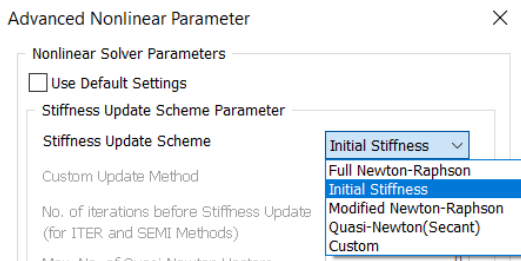 Advanced Nonlinear Parameter
Nonlinear Solver Parameters
Use Default Settings
Stiffness Update Scheme Parameter
Stiffness Update Scheme
Initial Stiffness
Full Newton-Raphson
Custom Update Method
Initial Stiffness
Modified Newton-Raphson
No. of iterations before Stiffness Update
(for ITER and SEMI Methods)
Quasi-Newton(Secant)
Custom